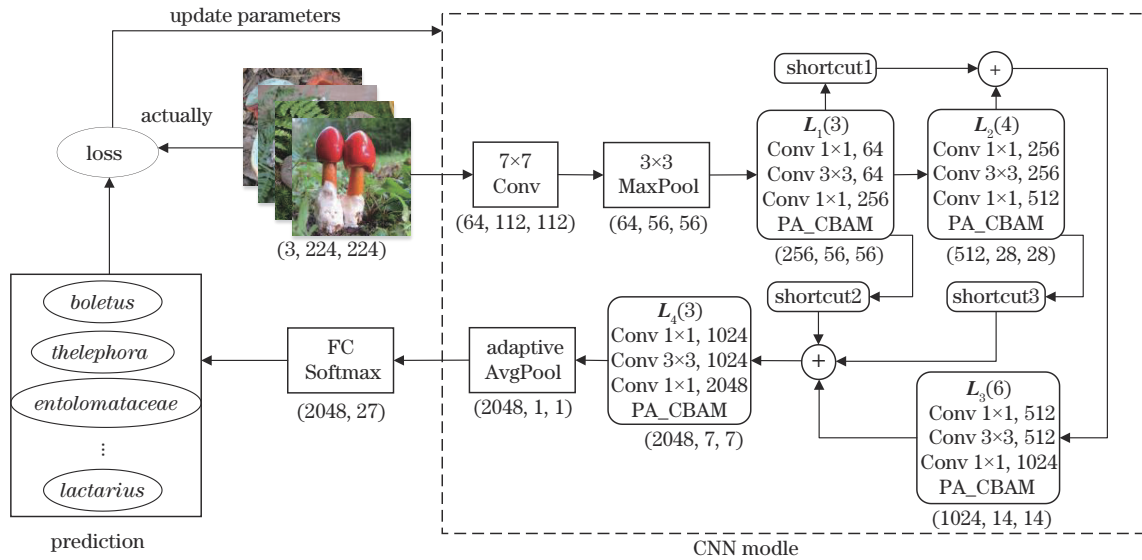 update parameters
actually
loss
(3, 224, 224)
7×7
Conv
(64, 112, 112)
3×3
MaxPool
(64, 56, 56)
shortcut1
+
L₁(3)
Conv 1×1, 64
Conv 3×3, 64
Conv 1×1, 256
PA_CBAM
(256, 56, 56)
L₂(4)
Conv 1×1, 256
Conv 3×3, 256
Conv 1×1, 512
PA_CBAM
(512, 28, 28)
shortcut2
shortcut3
+
L₃(6)
Conv 1×1, 512
Conv 3×3, 512
Conv 1×1, 1024
PA_CBAM
(1024, 14, 14)
L₄(3)
Conv 1×1, 1024
Conv 3×3, 1024
Conv 1×1, 2048
PA_CBAM
(2048, 7, 7)
adaptive
AvgPool
(2048, 1, 1)
FC
Softmax
(2048, 27)
boletus
thelephora
entolomataceae
...
lactarius
prediction
CNN modle